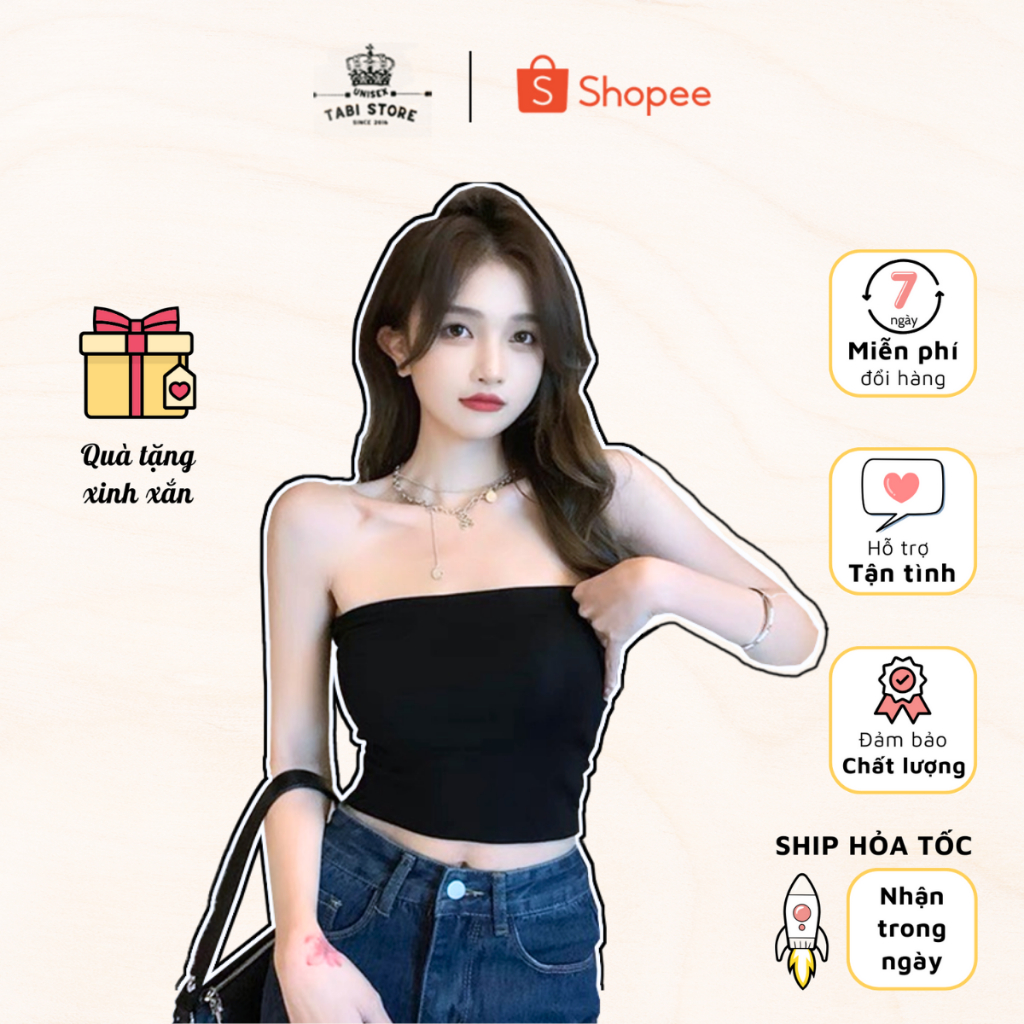 UNISEX
TABI STORE
SINCE 2016
S Shopee
7
ngày
Miễn phí
đổi hàng
Quà tặng
xinh xắn
Hỗ trợ
Tận tình
Đảm bảo
Chất lượng
SHIP HỎA TỐC
Nhận
trong
ngày